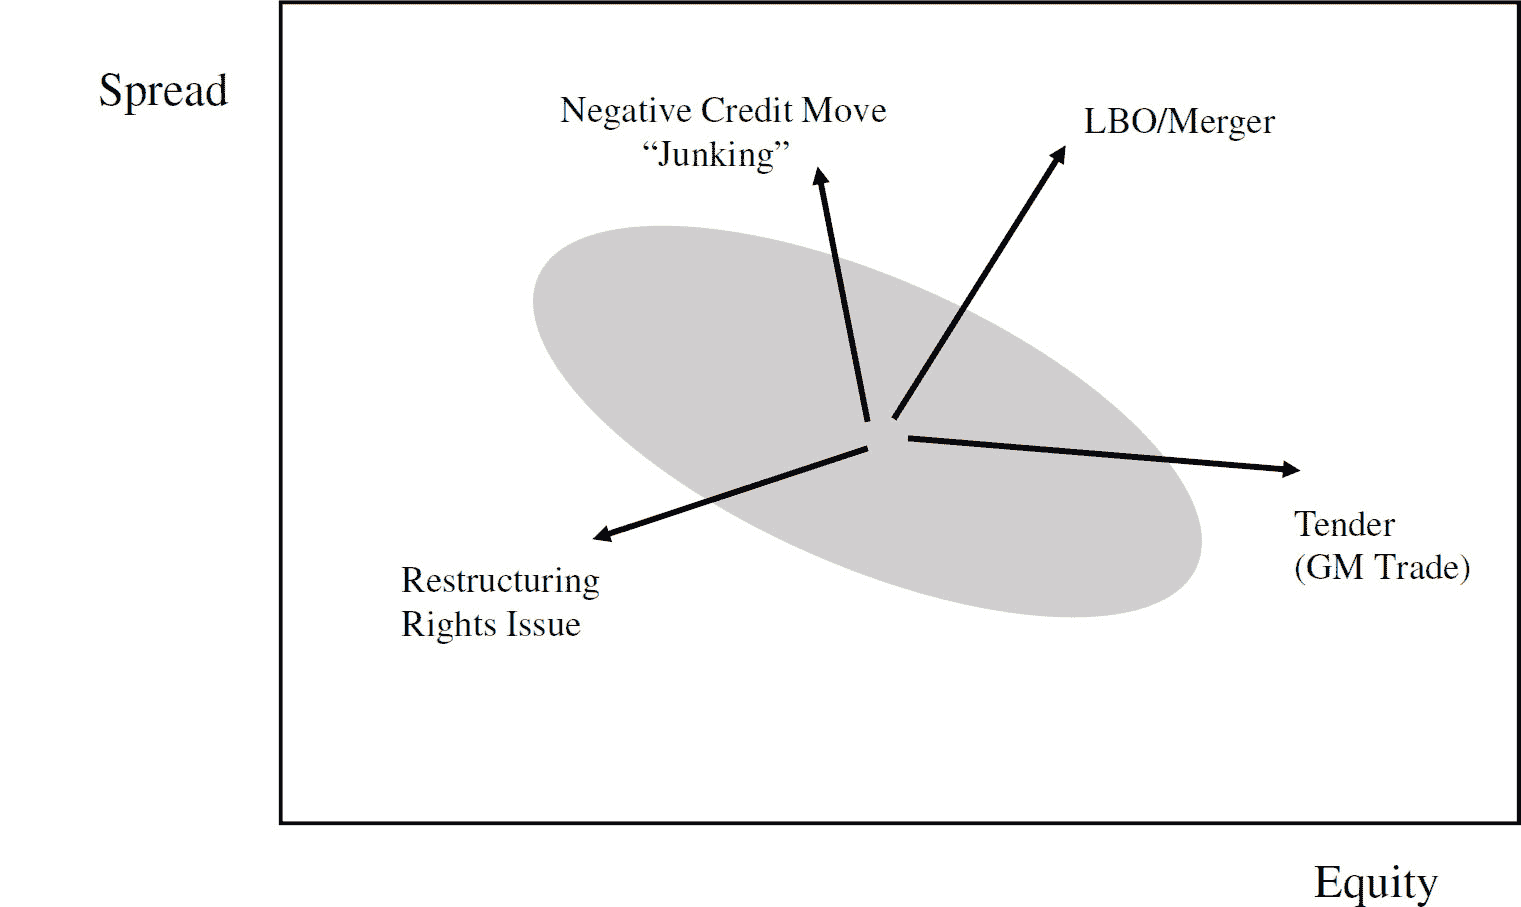 Spread
Negative Credit Move
“Junking”
LBO/Merger
Tender
(GM Trade)
Restructuring
Rights Issue
Equity